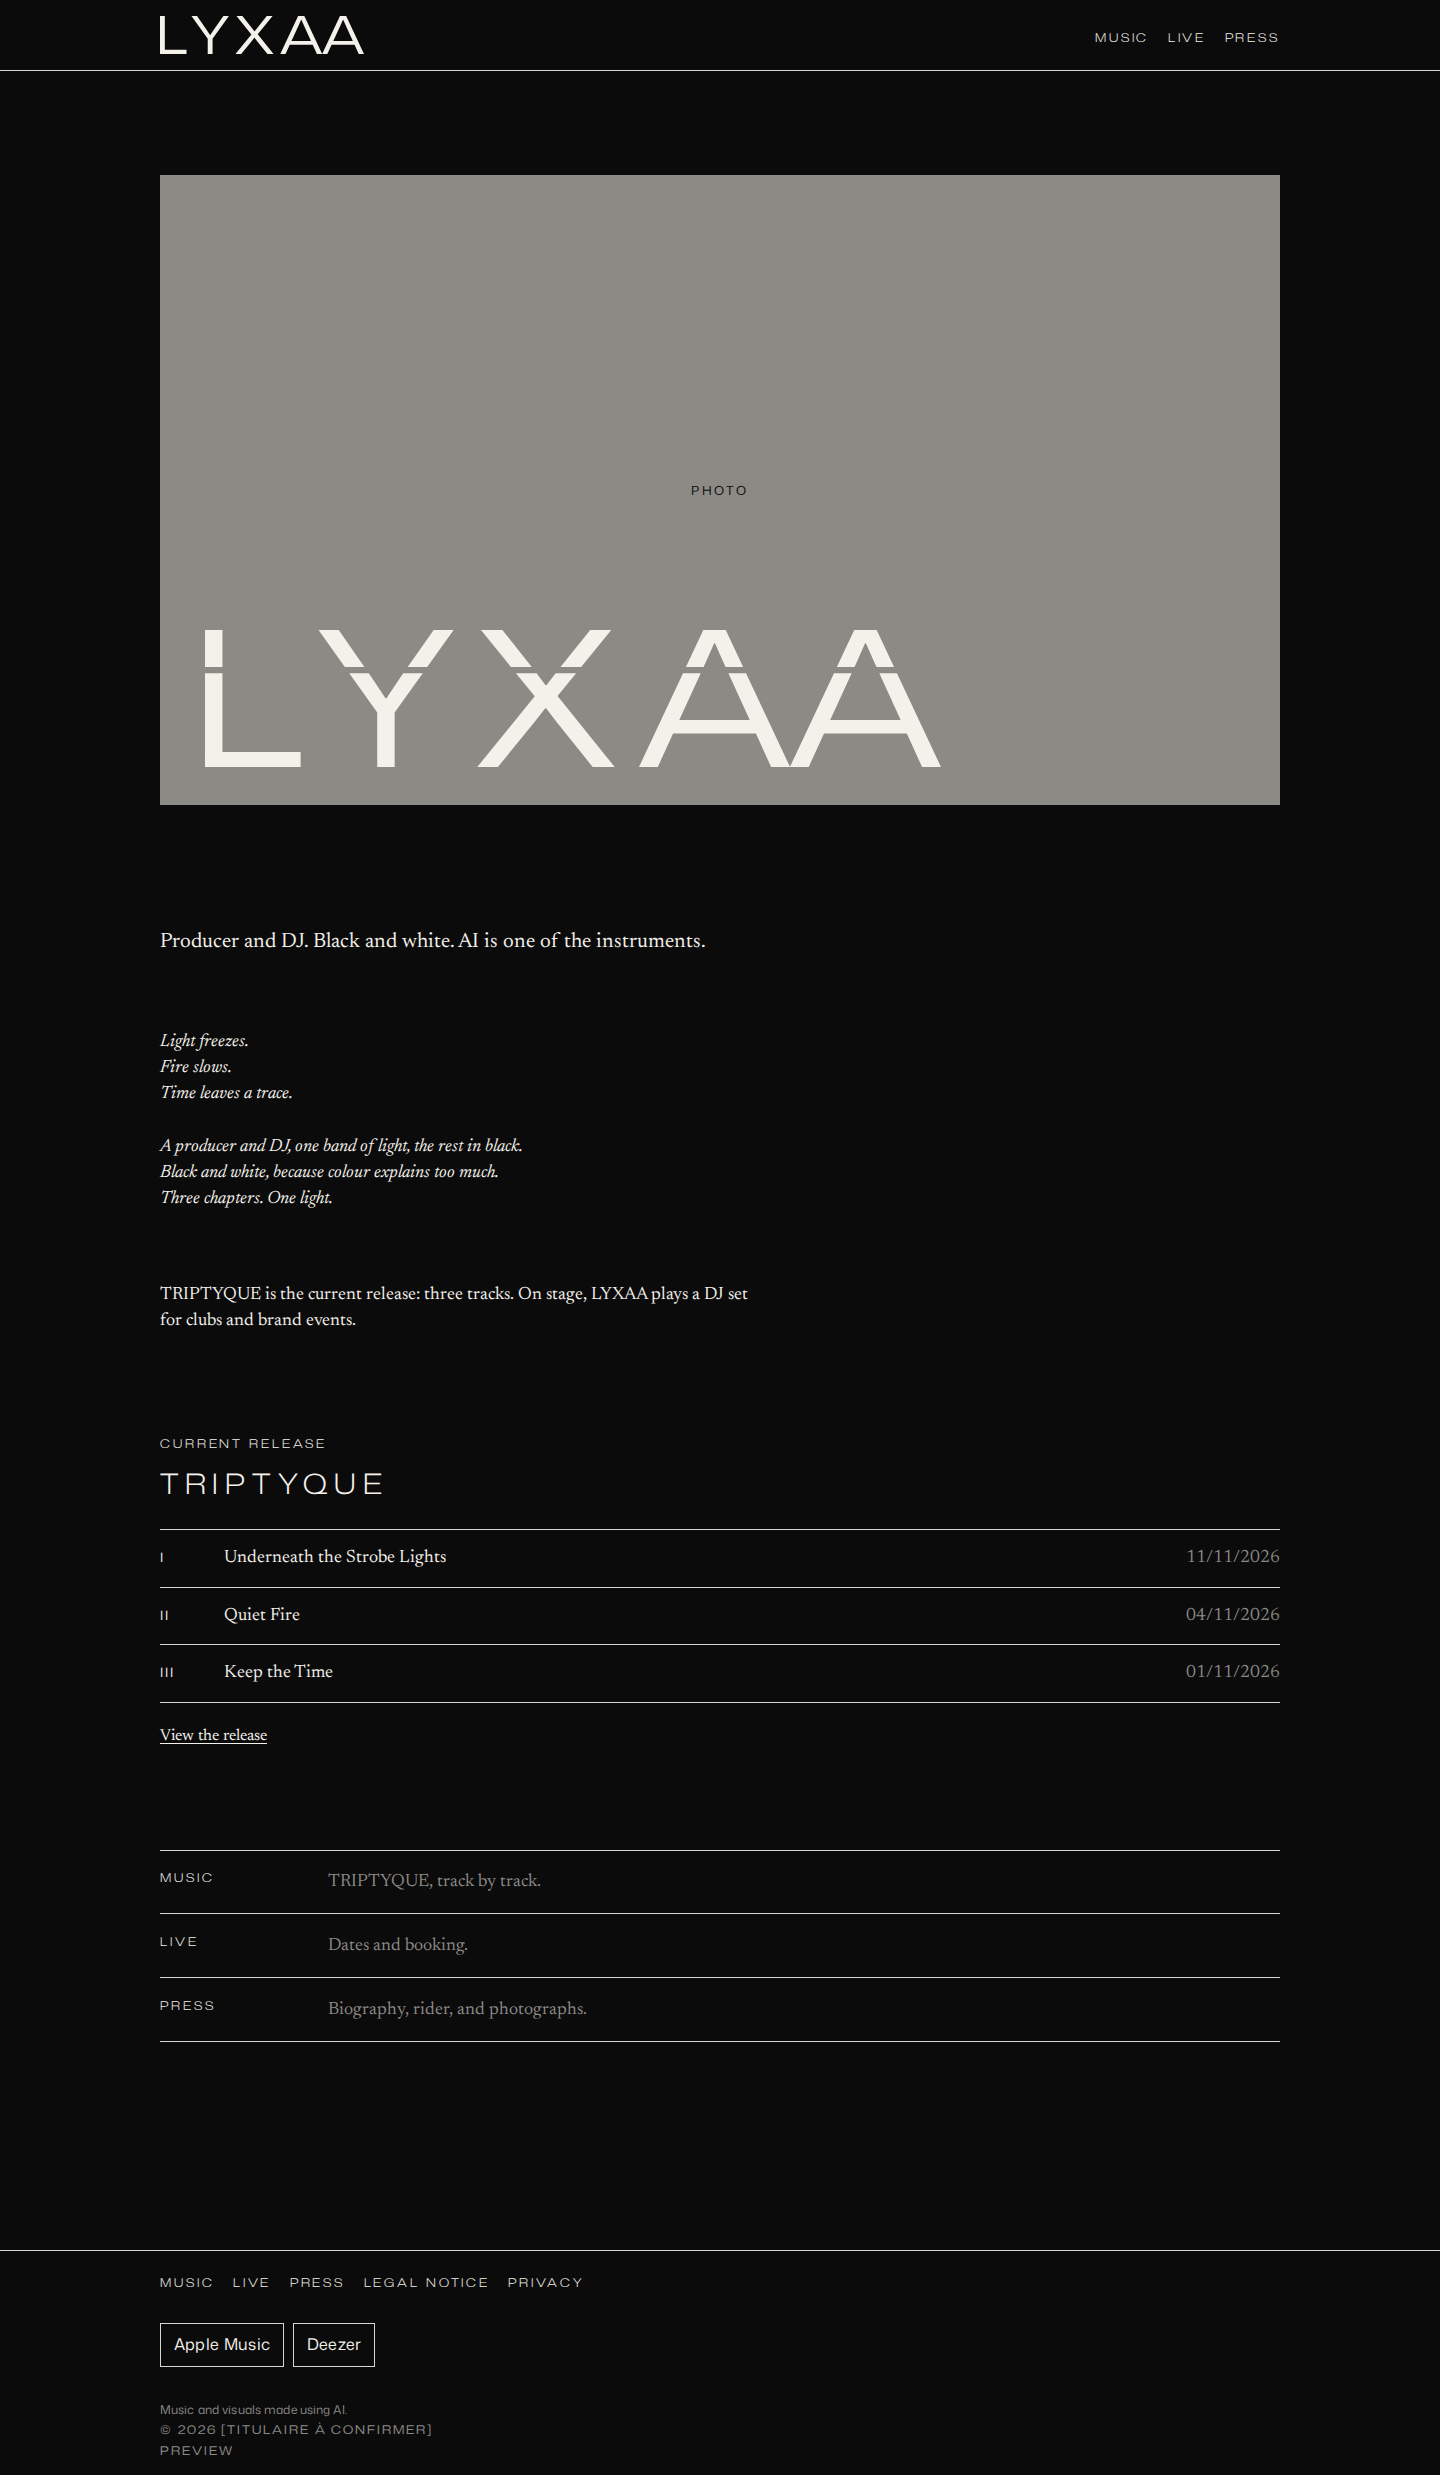 LYXAA
MUSIC LIVE PRESS
PHOTO
LYXAA
Producer and DJ. Black and white. AI is one of the instruments.
Light freezes.
Fire slows.
Time leaves a trace.
A producer and DJ, one band of light, the rest in black.
Black and white, because colour explains too much.
Three chapters. One light.
TRIPTYQUE is the current release: three tracks. On stage, LYXAA plays a DJ set
for clubs and brand events.
CURRENT RELEASE
TRIPTYQUE
I Underneath the Strobe Lights 11/11/2026
II Quiet Fire 04/11/2026
III Keep the Time 01/11/2026
View the release
MUSIC TRIPTYQUE, track by track.
LIVE Dates and booking.
PRESS Biography, rider, and photographs.
MUSIC LIVE PRESS LEGAL NOTICE PRIVACY
Apple Music Deezer
Music and visuals made using AI.
© 2026 [TITULAIRE À CONFIRMER]
PREVIEW